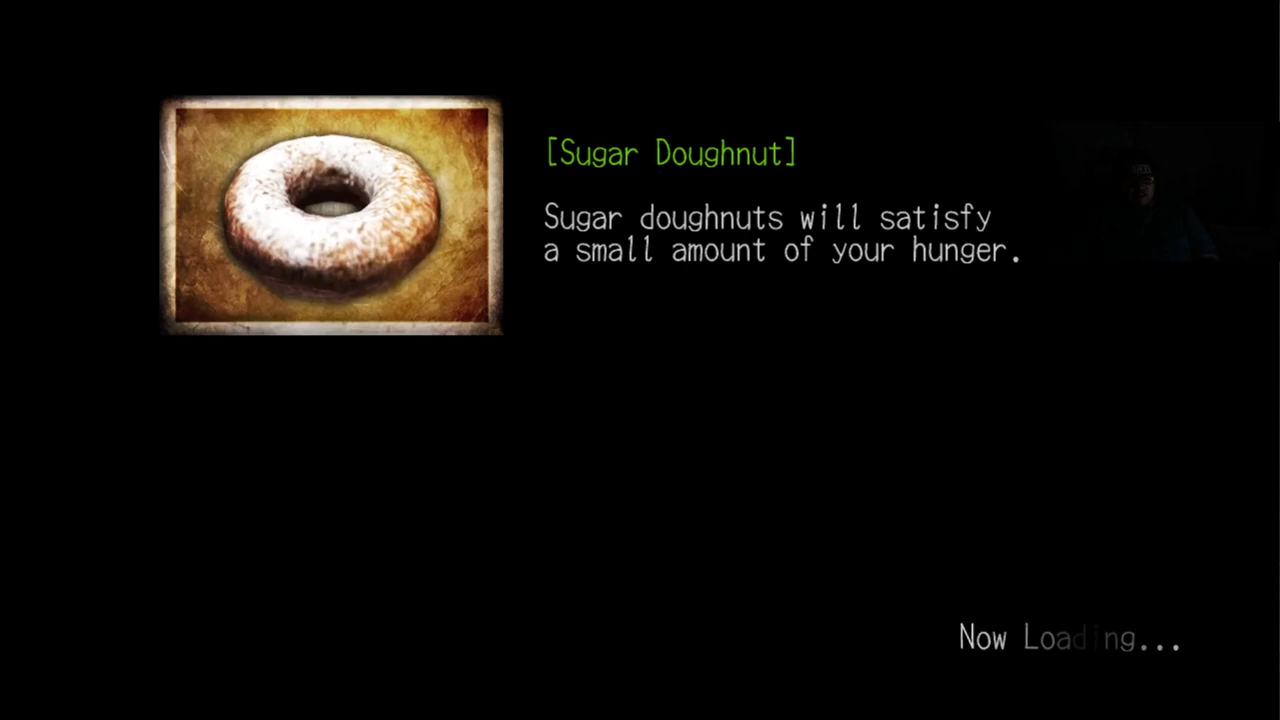 [Sugar Doughnut]
Sugar doughnuts will satisfy
a small amount of your hunger.
Now Loading...